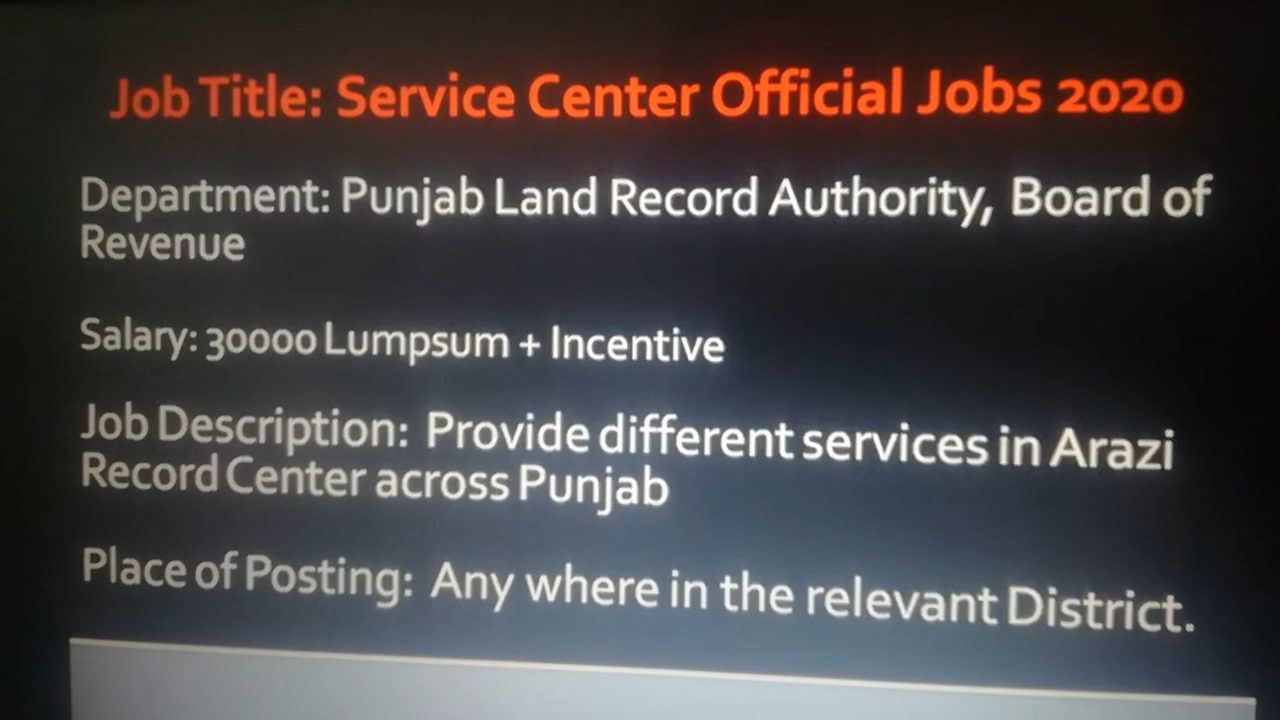 Job Title: Service Center Official Jobs 2020
Department: Punjab Land Record Authority, Board of
Revenue
Salary: 30000 Lumpsum + Incentive
Job Description: Provide different services in Arazi
Record Center across Punjab
Place of Posting: Any where in the relevant District.